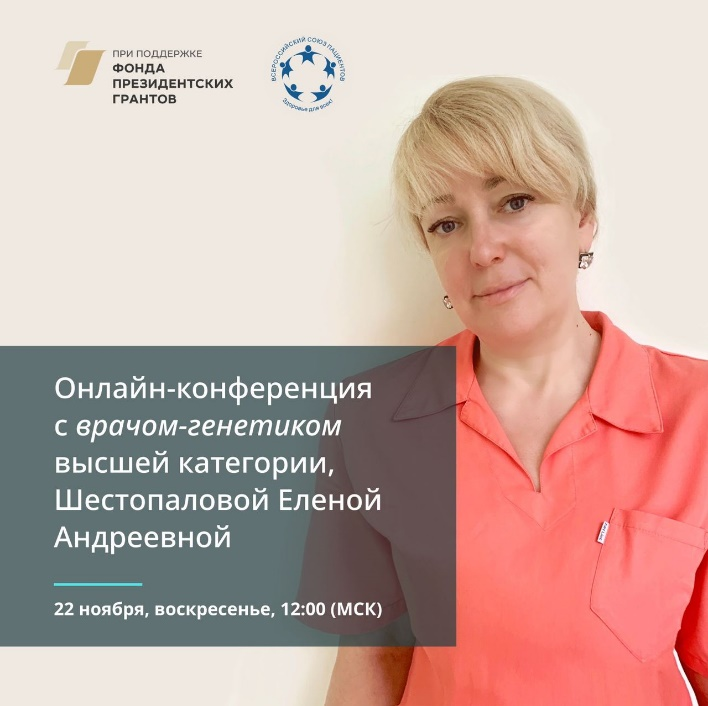 ПРИ ПОДДЕРЖКЕ
ФОНДА
ПРЕЗИДЕНТСКИХ
ГРАНТОВ
ВСЕРОССИЙСКИЙ СОЮЗ ПАЦИЕНТОВ
Здоровье для всех!
Онлайн-конференция
с врачом-генетиком
высшей категории,
Шестопаловой Еленой
Андреевной
22 ноября, воскресенье, 12:00 (МСК)